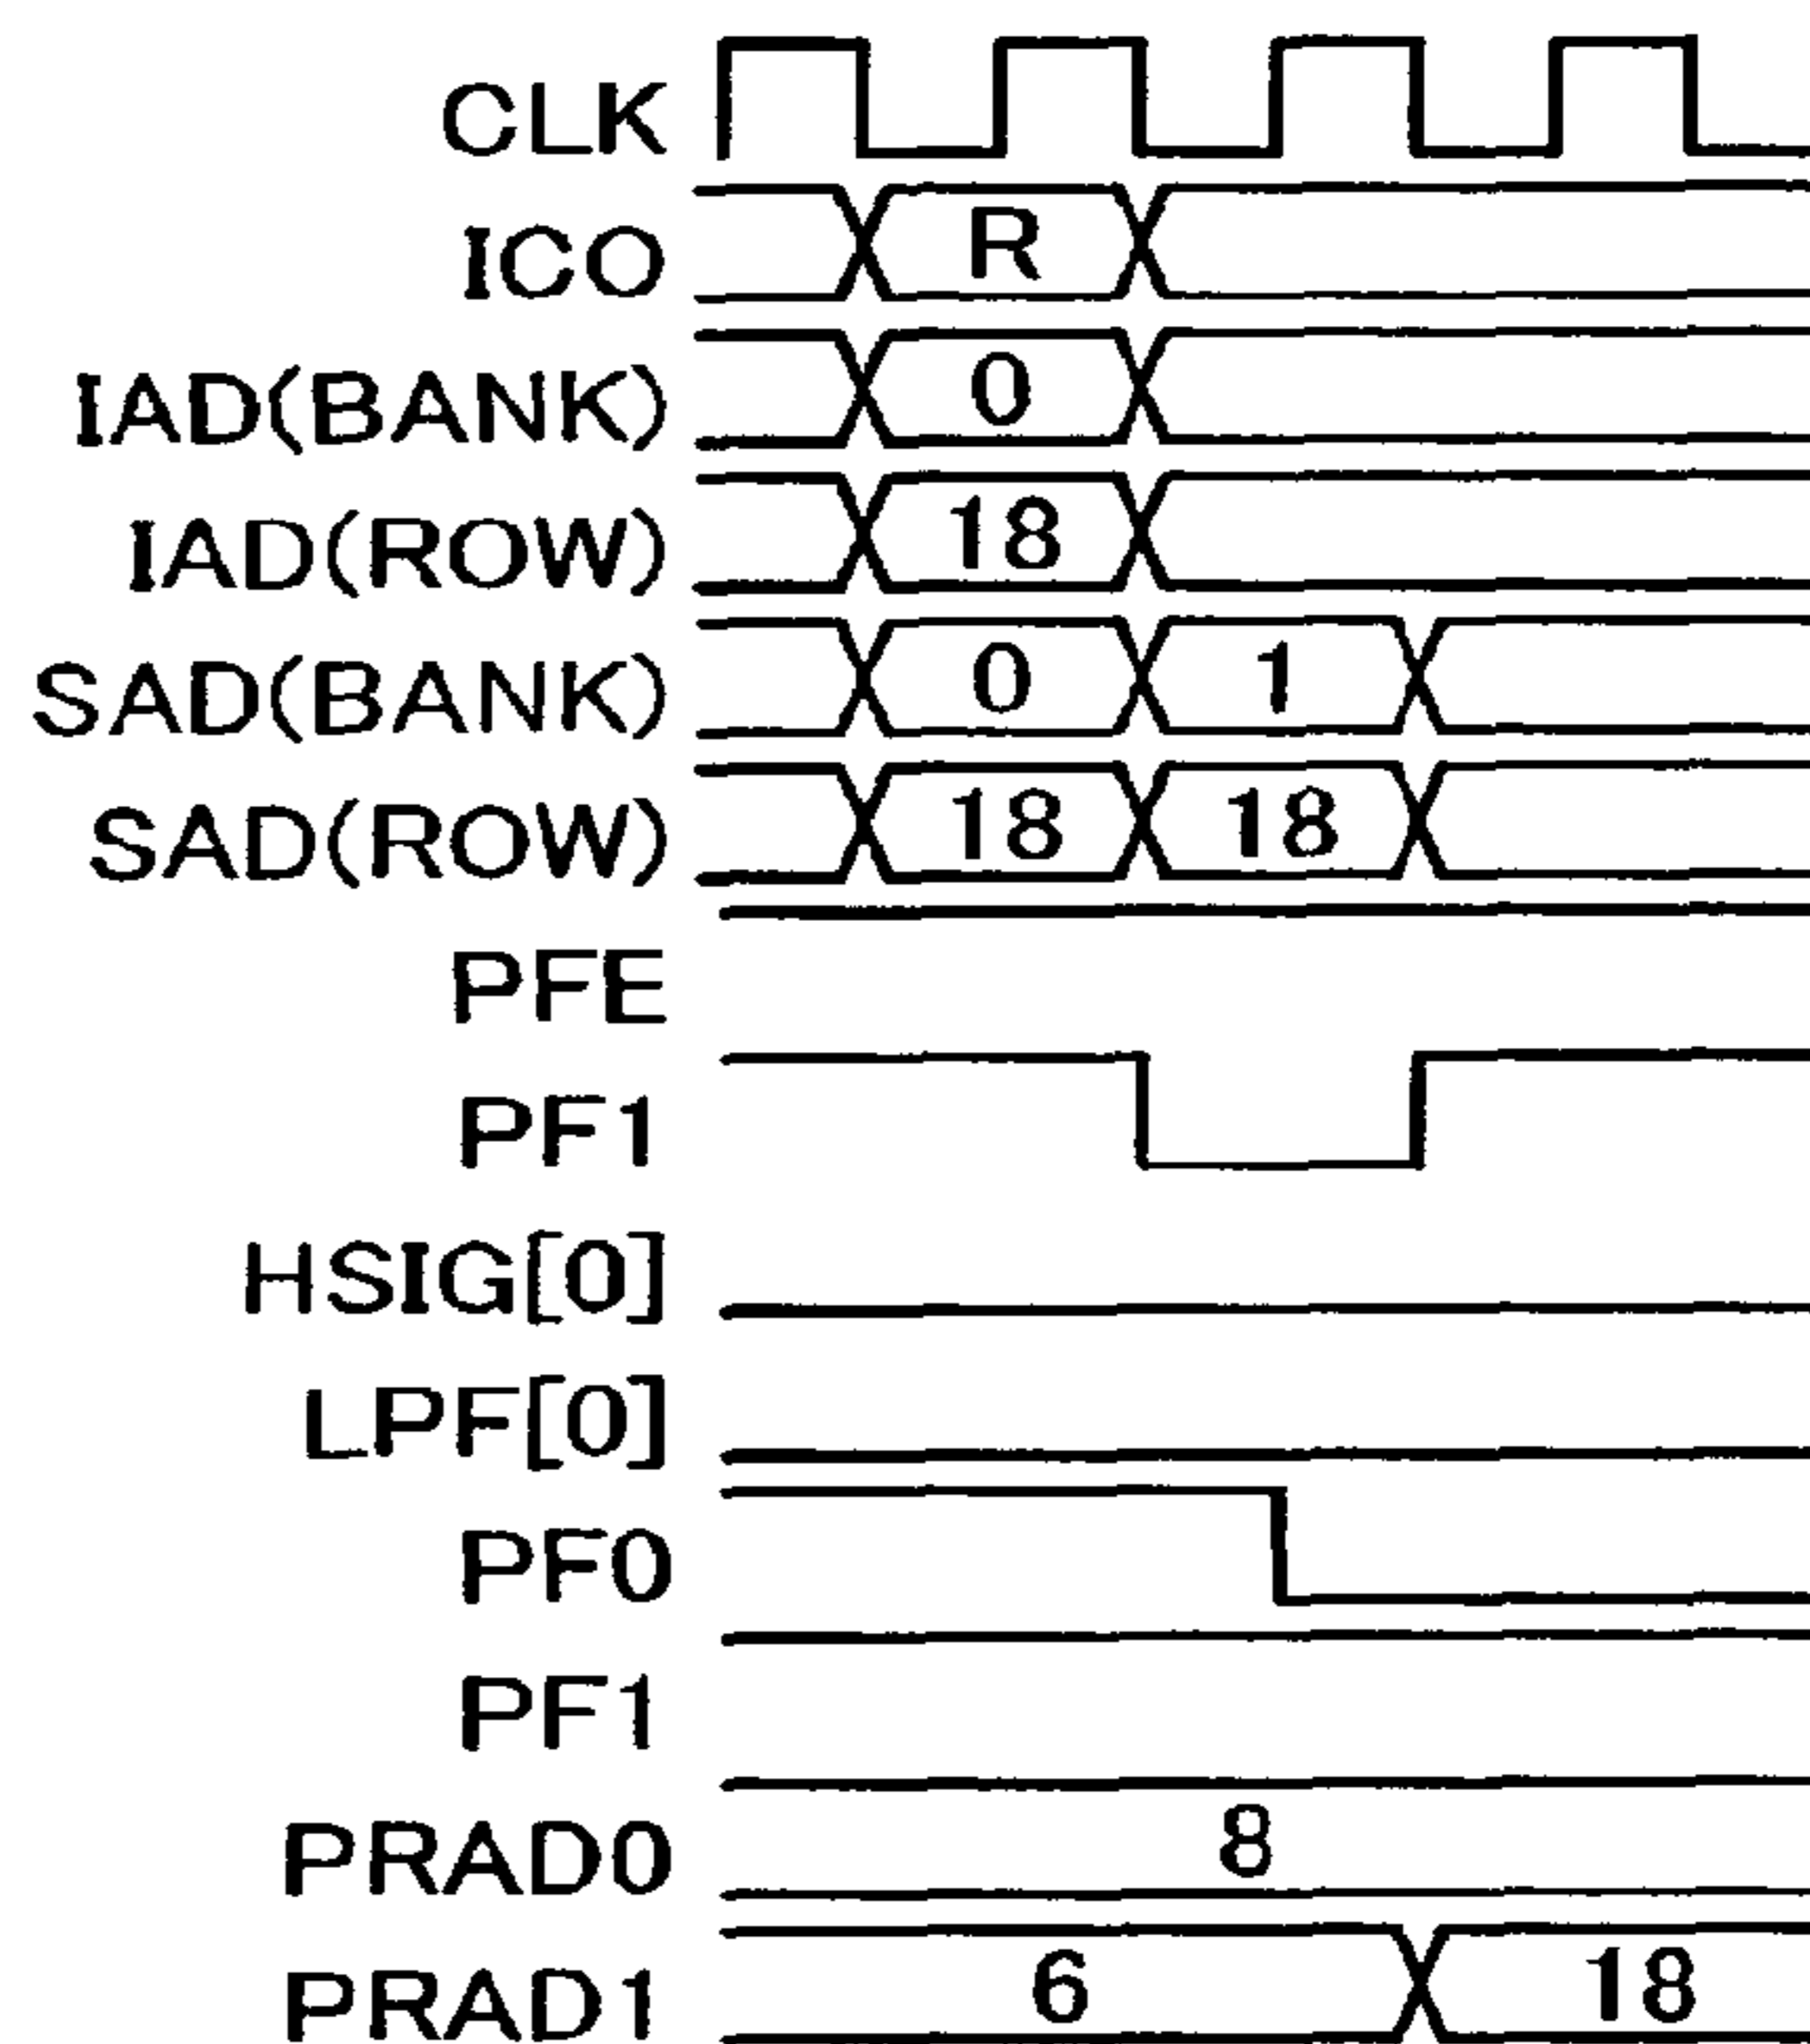 CLK
ICO R
IAD(BANK) 0
IAD(ROW) 18
SAD(BANK) 0 1
SAD(ROW) 18 18
PFE
PF1
HSIG[0]
LPF[0]
PF0
PF1
PRAD0 8
PRAD1 6 18